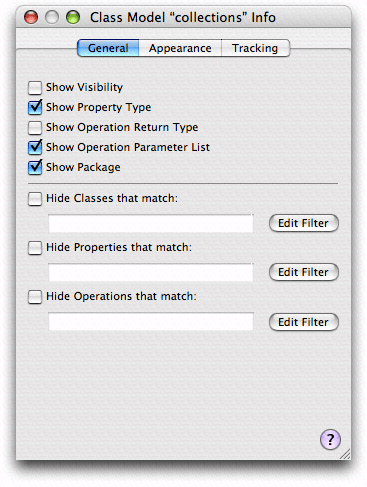 Class Model “collections” Info
General Appearance Tracking
Show Visibility
Show Property Type
Show Operation Return Type
Show Operation Parameter List
Show Package
Hide Classes that match:
Edit Filter
Hide Properties that match:
Edit Filter
Hide Operations that match:
Edit Filter
?